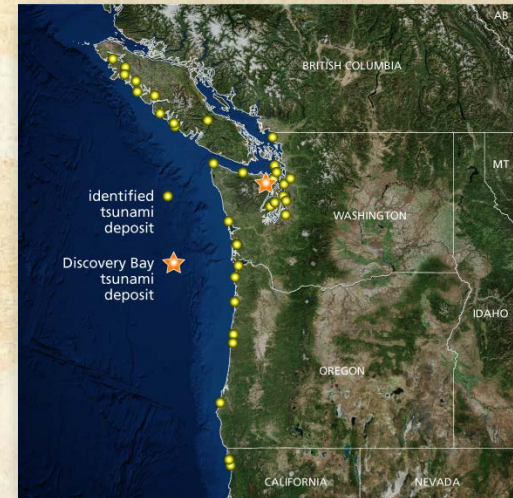 AB
BRITISH COLUMBIA
MT
identified
tsunami
deposit
WASHINGTON
Discovery Bay
tsunami
deposit
IDAHO
OREGON
CALIFORNIA
NEVADA